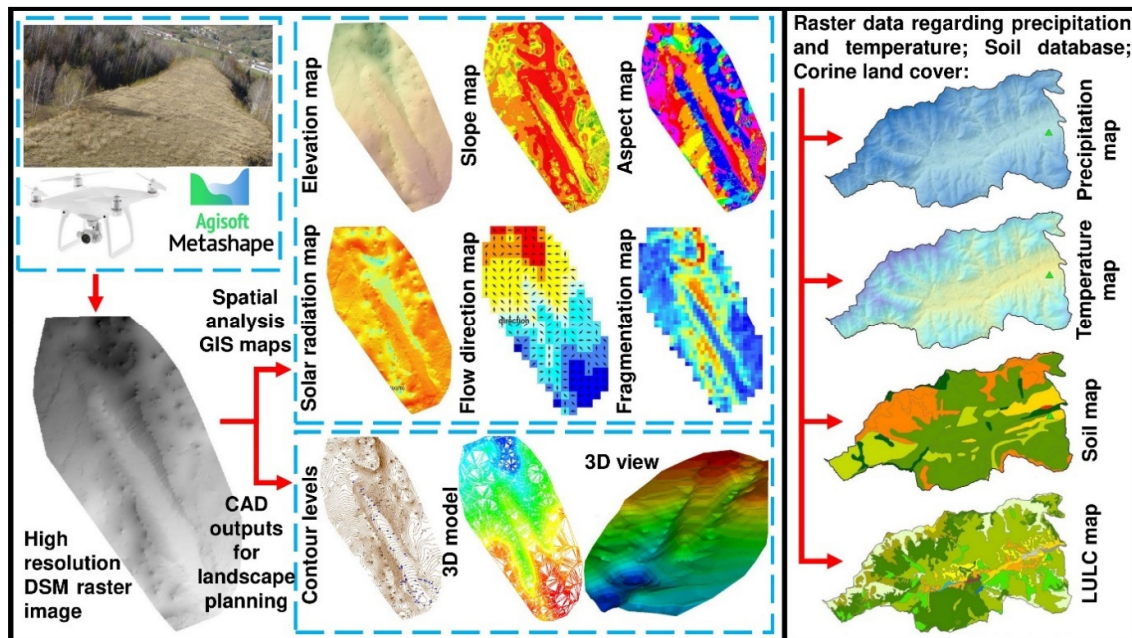 Agisoft
Metashape
Spatial
analysis
GIS maps
High
resolution
DSM raster
image
CAD
outputs
for
landscape
planning
Elevation map
Slope map
Aspect map
Solar radiation map
Flow direction map
direction
Fragmentation map
Contour levels
3D model
3D view
Raster data regarding precipitation
and temperature; Soil database;
Corine land cover:
Precipitation
map
Temperature
map
Soil map
LULC map